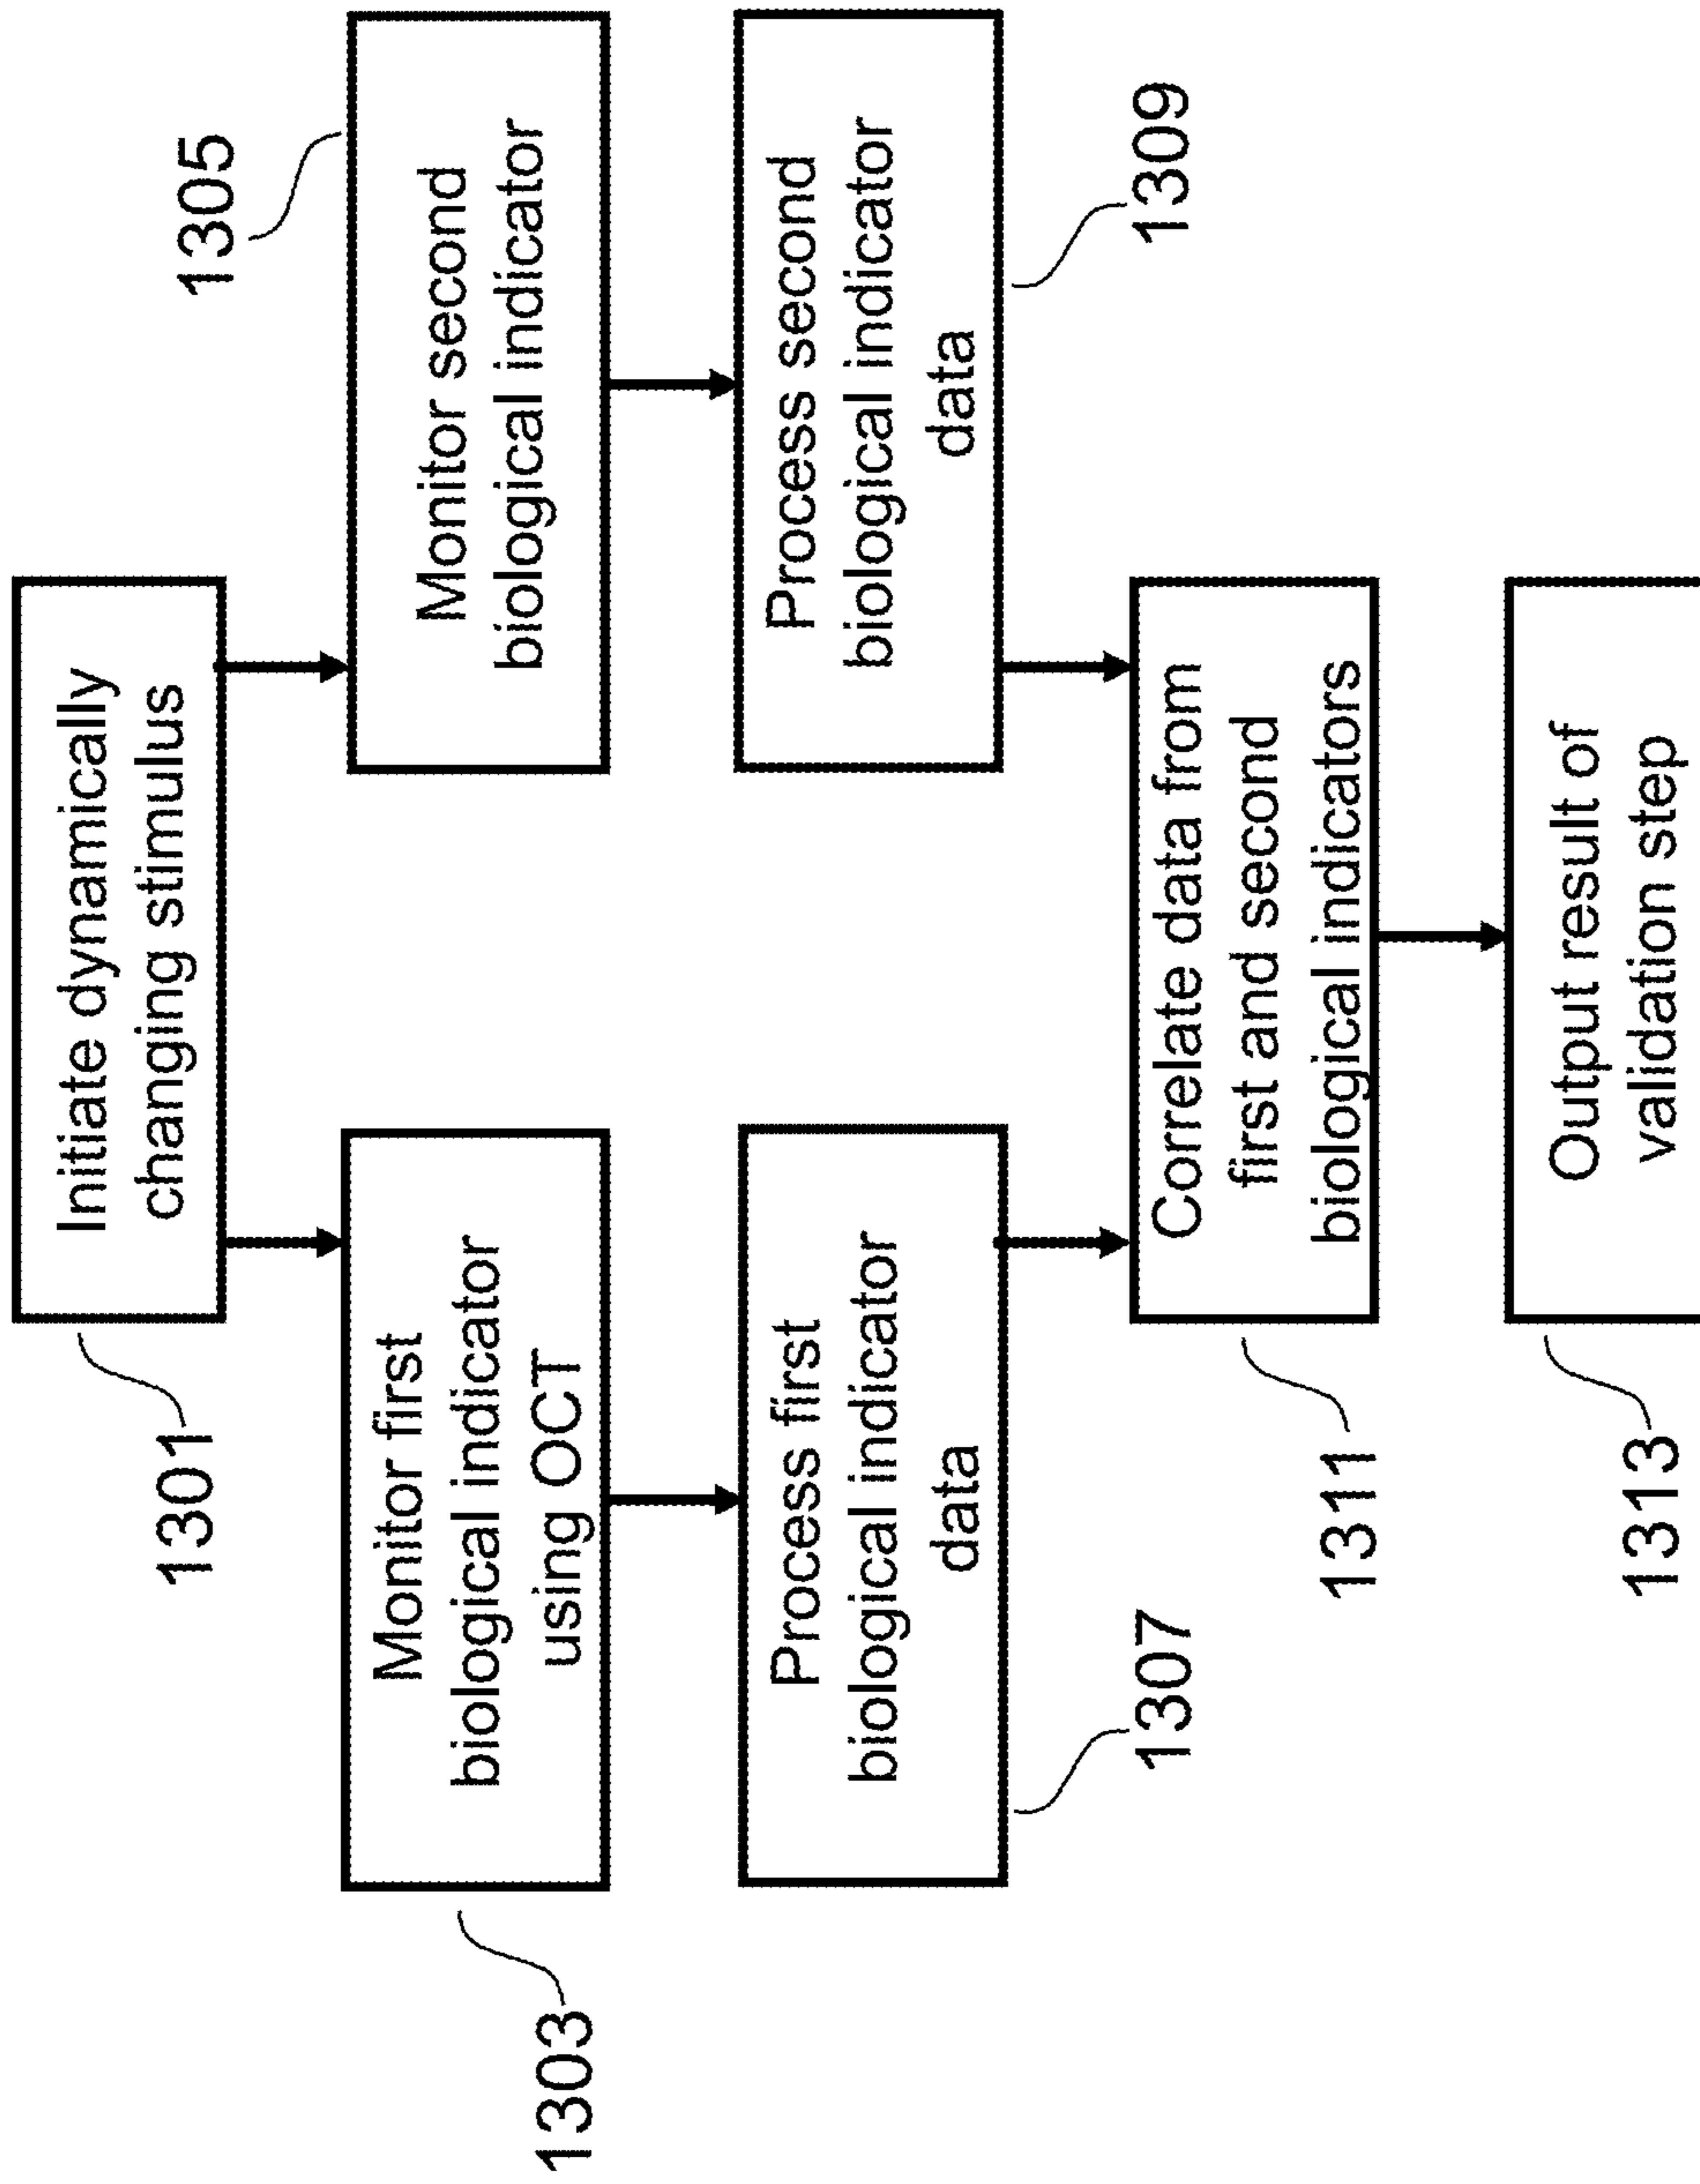 Initiate dynamically
changing stimulus
1301
Monitor first
biological indicator
using OCT
1303
Monitor second
biological indicator
1305
Process first
biological indicator
data
1307
Process second
biological indicator
data
1309
Correlate data from
first and second
biological indicators
1311
Output result of
validation step
1313